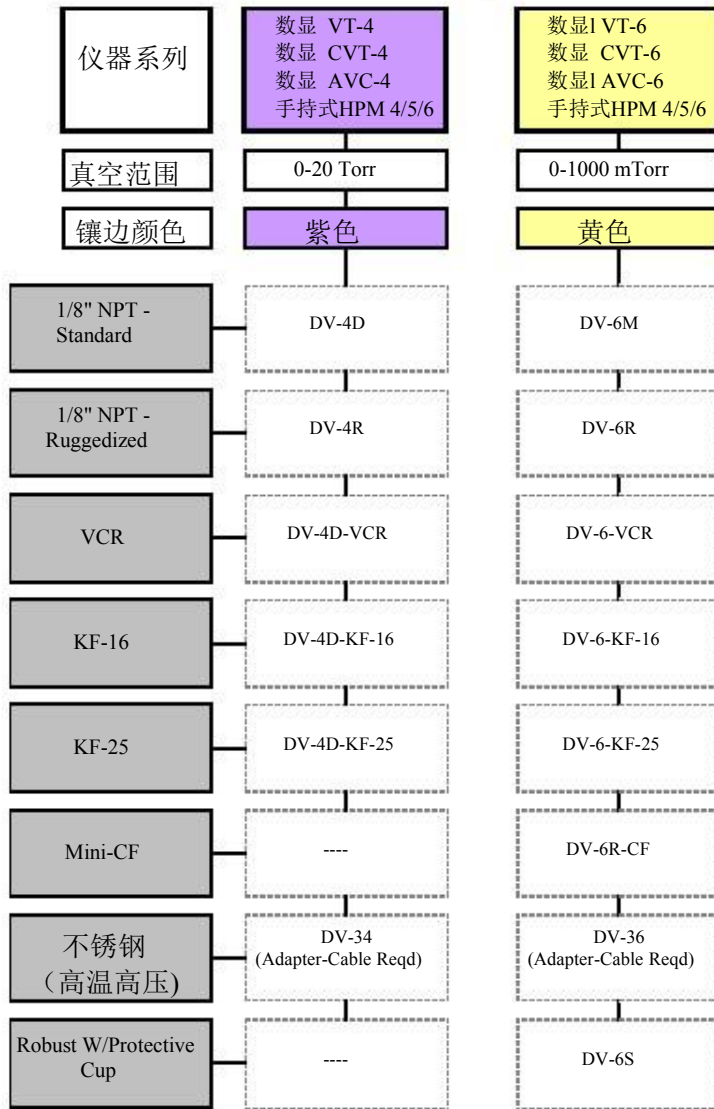 仪器系列
数显 VT-4
数显 CVT-4
数显 AVC-4
手持式HPM 4/5/6
数显l VT-6
数显 CVT-6
数显l AVC-6
手持式HPM 4/5/6
真空范围
0-20 Torr
0-1000 mTorr
镶边颜色
紫色
黄色
1/8" NPT -
Standard
DV-4D
DV-6M
1/8" NPT -
Ruggedized
DV-4R
DV-6R
VCR
DV-4D-VCR
DV-6-VCR
KF-16
DV-4D-KF-16
DV-6-KF-16
KF-25
DV-4D-KF-25
DV-6-KF-25
Mini-CF
----
DV-6R-CF
不锈钢
（高温高压)
DV-34
(Adapter-Cable Reqd)
DV-36
(Adapter-Cable Reqd)
Robust W/Protective
Cup
----
DV-6S